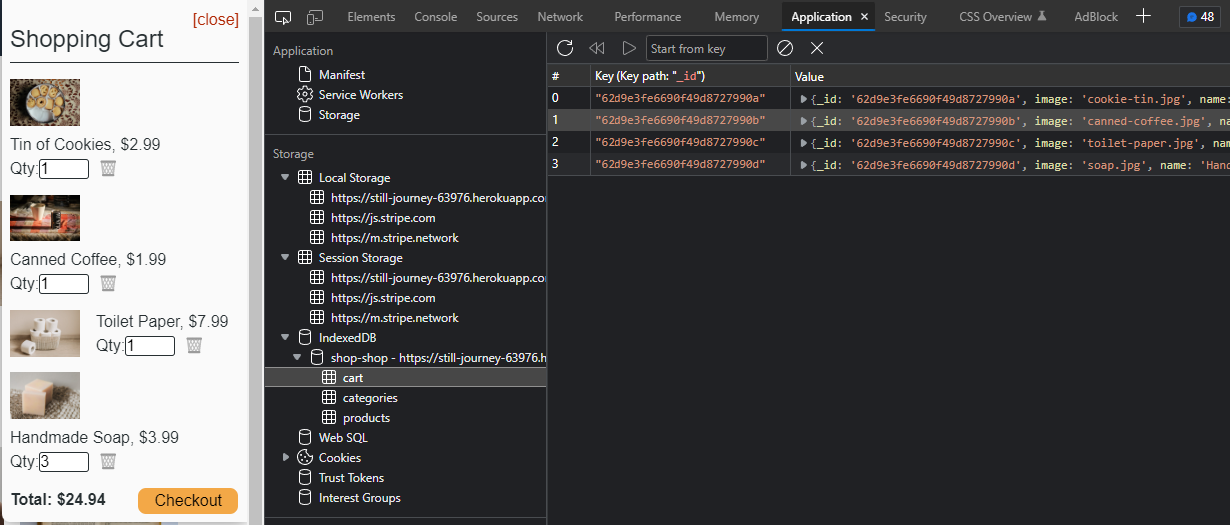 [close]
Shopping Cart
Tin of Cookies, $2.99
Qty: 1
Canned Coffee, $1.99
Qty: 1
Toilet Paper, $7.99
Qty: 1
Handmade Soap, $3.99
Qty: 3
Total: $24.94 Checkout
Elements Console Sources Network Performance Memory Application × Security CSS Overview AdBlock + 48
Application
Manifest
Service Workers
Storage
Storage
Local Storage
https://still-journey-63976.herokuapp.co
https://js.stripe.com
https://m.stripe.network
Session Storage
https://still-journey-63976.herokuapp.co
https://js.stripe.com
https://m.stripe.network
IndexedDB
shop-shop - https://still-journey-63976.h
cart
categories
products
Web SQL
Cookies
Trust Tokens
Interest Groups
Start from key
# Key (Key path: "_id") Value
0 "62d9e3fe6690f49d8727990a" {_id: '62d9e3fe6690f49d8727990a', image: 'cookie-tin.jpg', name:
1 "62d9e3fe6690f49d8727990b" {_id: '62d9e3fe6690f49d8727990b', image: 'canned-coffee.jpg', na
2 "62d9e3fe6690f49d8727990c" {_id: '62d9e3fe6690f49d8727990c', image: 'toilet-paper.jpg', nam
3 "62d9e3fe6690f49d8727990d" {_id: '62d9e3fe6690f49d8727990d', image: 'soap.jpg', name: 'Hand